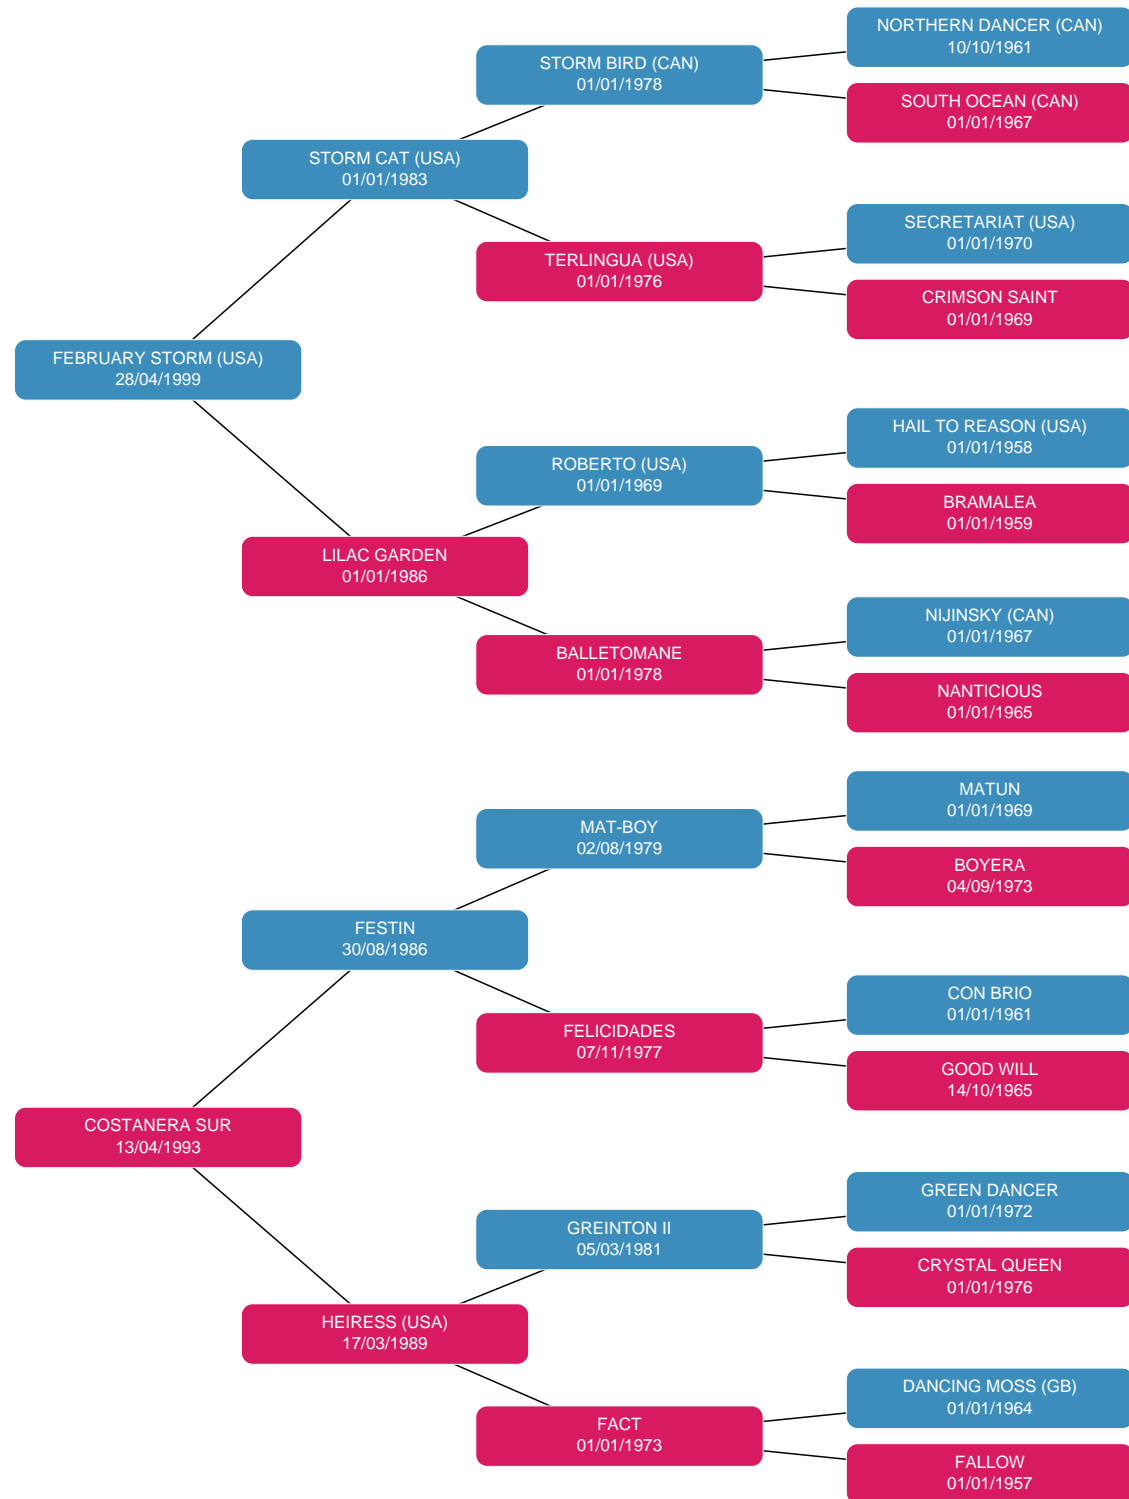 NORTHERN DANCER (CAN)
10/10/1961
STORM BIRD (CAN)
01/01/1978
SOUTH OCEAN (CAN)
01/01/1967
STORM CAT (USA)
01/01/1983
SECRETARIAT (USA)
01/01/1970
TERLINGUA (USA)
01/01/1976
CRIMSON SAINT
01/01/1969
FEBRUARY STORM (USA)
28/04/1999
HAIL TO REASON (USA)
01/01/1958
ROBERTO (USA)
01/01/1969
BRAMALEA
01/01/1959
LILAC GARDEN
01/01/1986
NIJINSKY (CAN)
01/01/1967
BALLETOMANE
01/01/1978
NANTICIOUS
01/01/1965
MATUN
01/01/1969
MAT-BOY
02/08/1979
BOYERA
04/09/1973
FESTIN
30/08/1986
CON BRIO
01/01/1961
FELICIDADES
07/11/1977
GOOD WILL
14/10/1965
COSTANERA SUR
13/04/1993
GREEN DANCER
01/01/1972
GREINTON II
05/03/1981
CRYSTAL QUEEN
01/01/1976
HEIRESS (USA)
17/03/1989
DANCING MOSS (GB)
01/01/1964
FACT
01/01/1973
FALLOW
01/01/1957